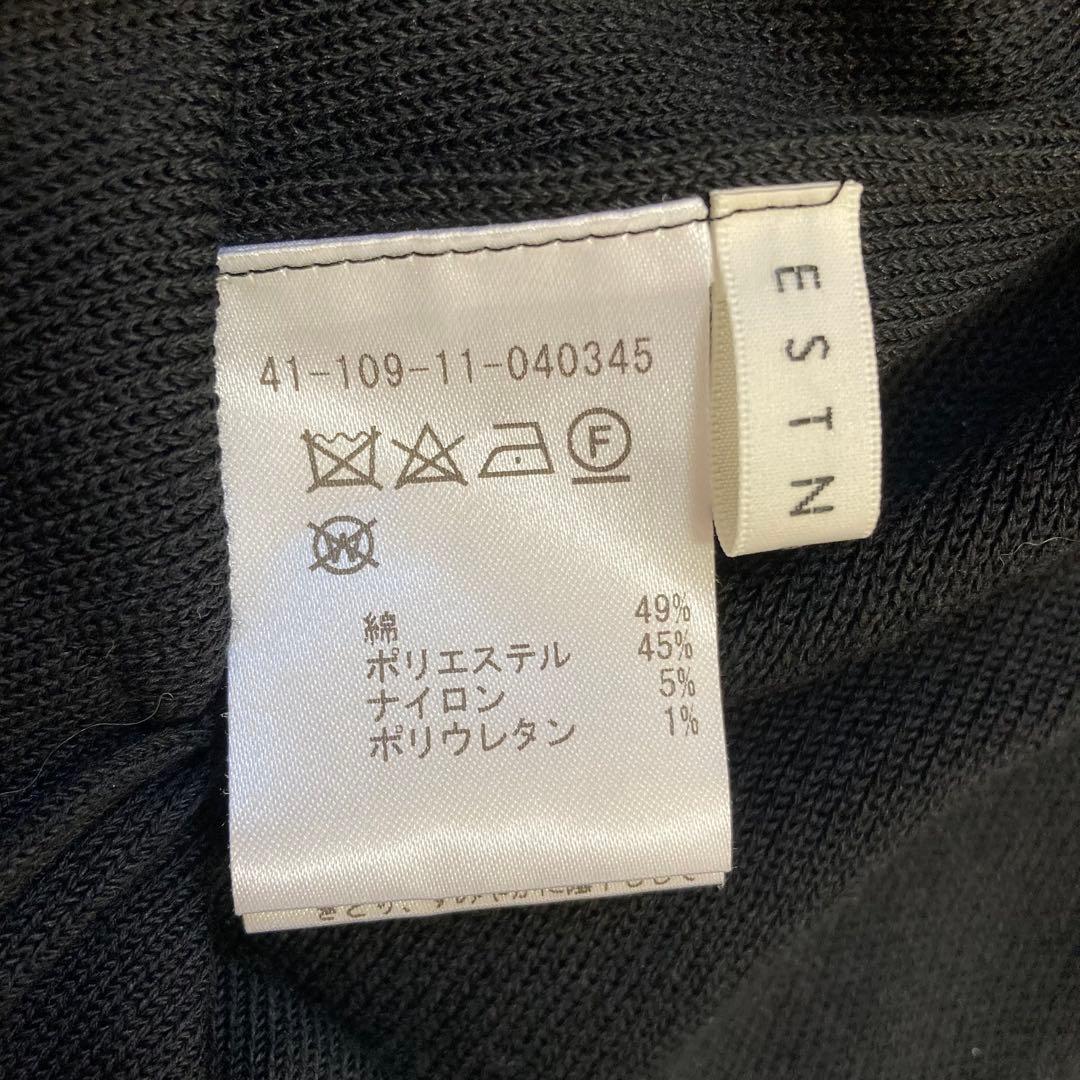 41-109-11-040345
F
W
綿 49%
ポリエステル 45%
ナイロン 5%
ポリウレタン 1%
ESTN